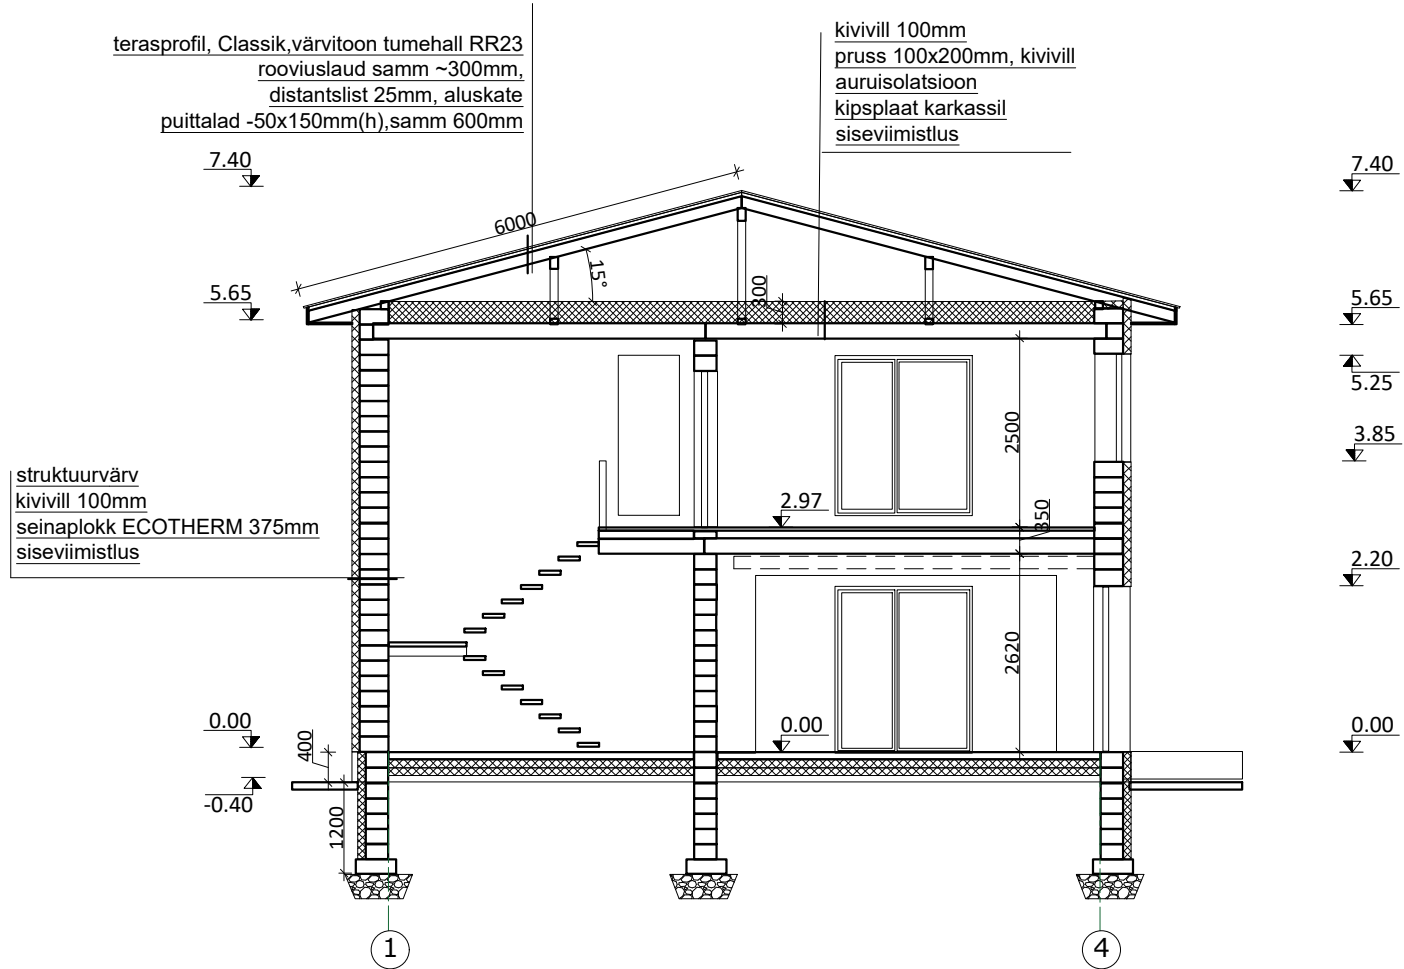 terasprofil, Classik,värvitoon tumehall RR23
rooviuslaud samm ~300mm,
distantslist 25mm, aluskate
puittalad -50x150mm(h),samm 600mm
kivivill 100mm
pruss 100x200mm, kivivill
auruisolatsioon
kipsplaat karkassil
siseviimistlus
7.40
7.40
6000
15°
300
5.65
5.65
5.25
2500
3.85
struktuurvärv
kivivill 100mm
seinaplokk ECOTHERM 375mm
siseviimistlus
2.97
350
2.20
2620
0.00
0.00
0.00
400
-0.40
1200
1
4